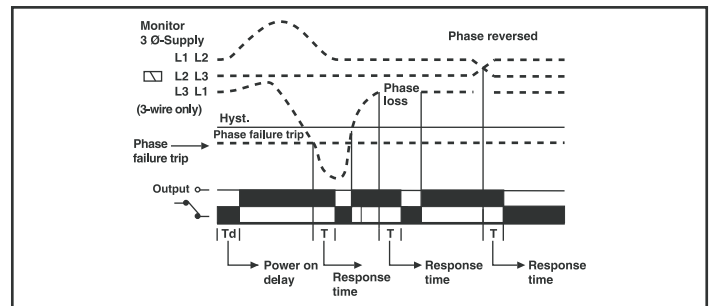 Monitor
3 Ø-Supply
Phase reversed
L1 L2
L2 L3
L3 L1
Phase
loss
(3-wire only)
Hyst.
Phase failure trip
Phase
failure trip
Output
Td
T
T
T
Power on
delay
Response
time
Response
time
Response
time